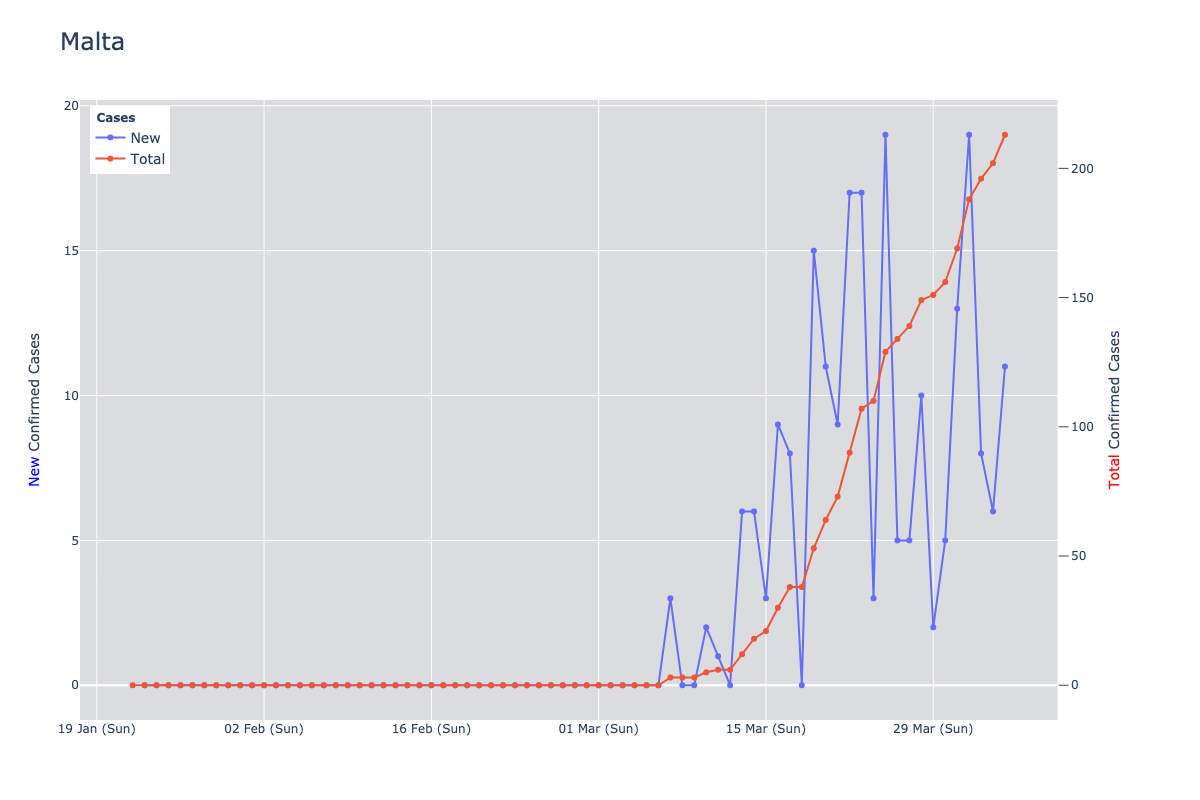 Malta
Cases
New
Total
20
15
10
5
0
200
150
100
50
0
New Confirmed Cases
Total Confirmed Cases
19 Jan (Sun)
02 Feb (Sun)
16 Feb (Sun)
01 Mar (Sun)
15 Mar (Sun)
29 Mar (Sun)